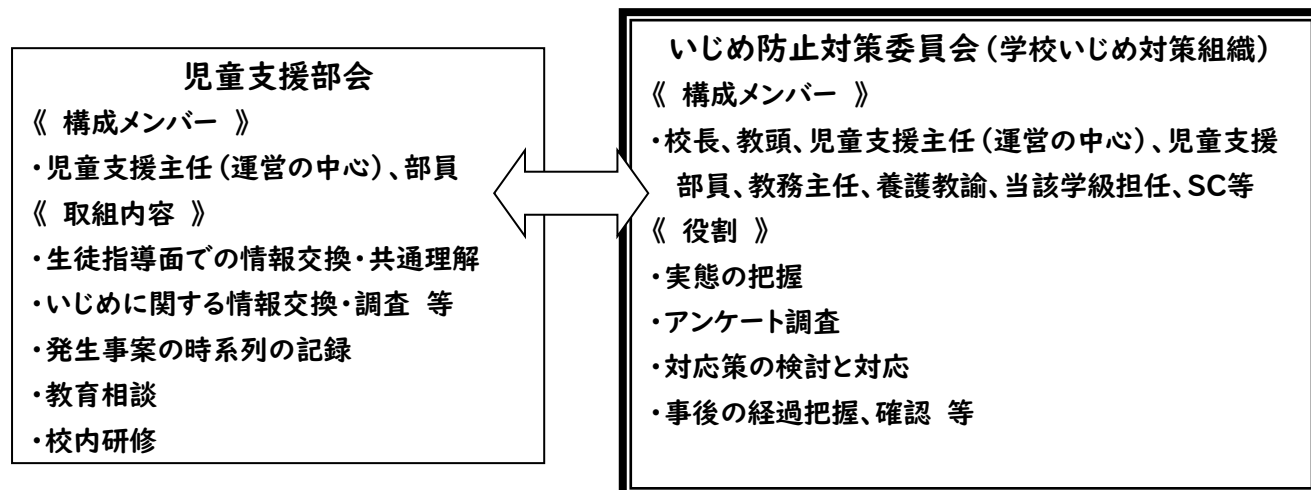 児童支援部会
《 構成メンバー 》
・児童支援主任(運営の中心)、部員
《 取組内容 》
・生徒指導面での情報交換・共通理解
・いじめに関する情報交換・調査 等
・発生事案の時系列の記録
・教育相談
・校内研修
いじめ防止対策委員会(学校いじめ対策組織)
《 構成メンバー 》
・校長、教頭、児童支援主任(運営の中心)、児童支援
部員、教務主任、養護教諭、当該学級担任、SC等
《 役割 》
・実態の把握
・アンケート調査
・対応策の検討と対応
・事後の経過把握、確認 等